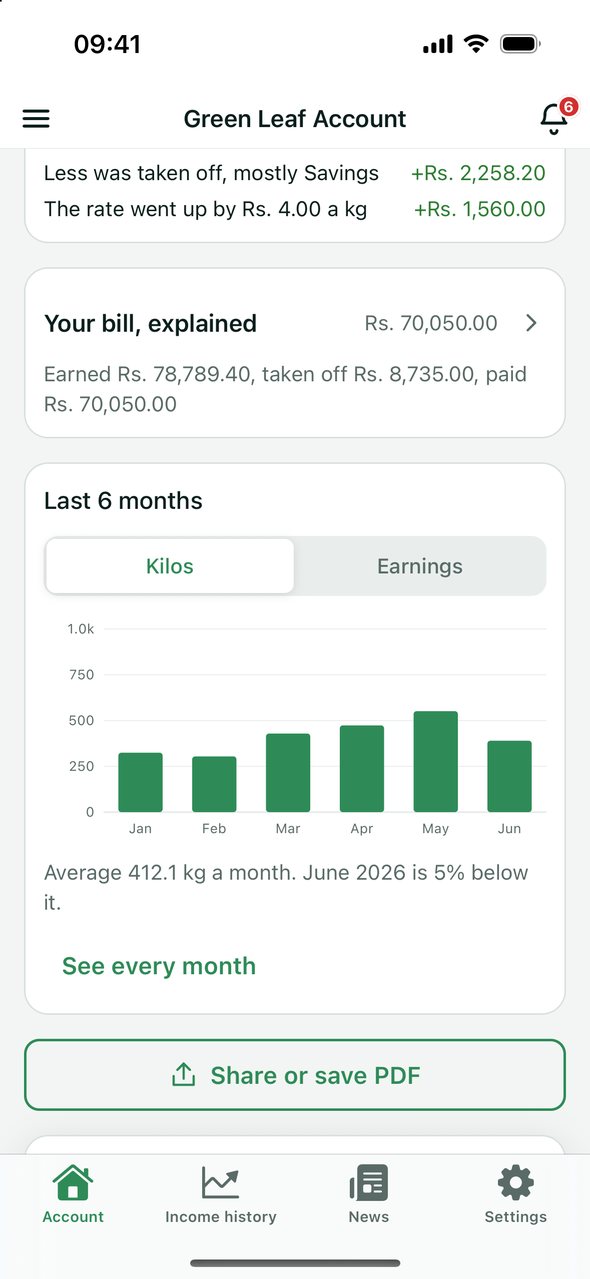 09:41
Green Leaf Account
6
Less was taken off, mostly Savings +Rs. 2,258.20
The rate went up by Rs. 4.00 a kg +Rs. 1,560.00
Your bill, explained Rs. 70,050.00
Earned Rs. 78,789.40, taken off Rs. 8,735.00, paid
Rs. 70,050.00
Last 6 months
Kilos Earnings
1.0k
750
500
250
0
Jan Feb Mar Apr May Jun
Average 412.1 kg a month. June 2026 is 5% below
it.
See every month
Share or save PDF
Account Income history News Settings